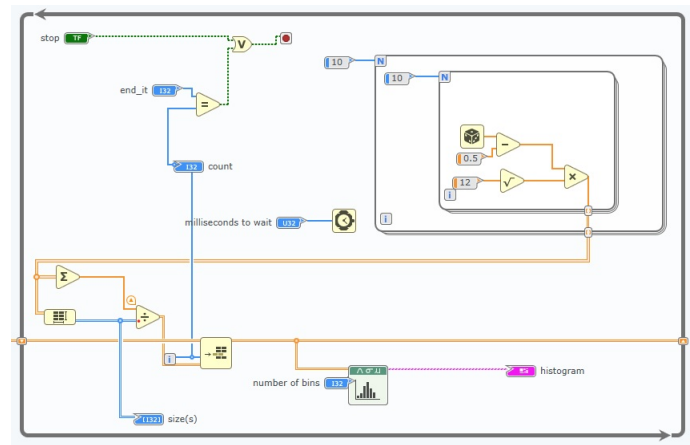 stop
TF
V
10
N
10
N
end_it
I32
=
−
0.5
I32
count
12
√
×
i
i
milliseconds to wait
U32
Σ
÷
i
number of bins
I32
histogram
[I32]
size(s)